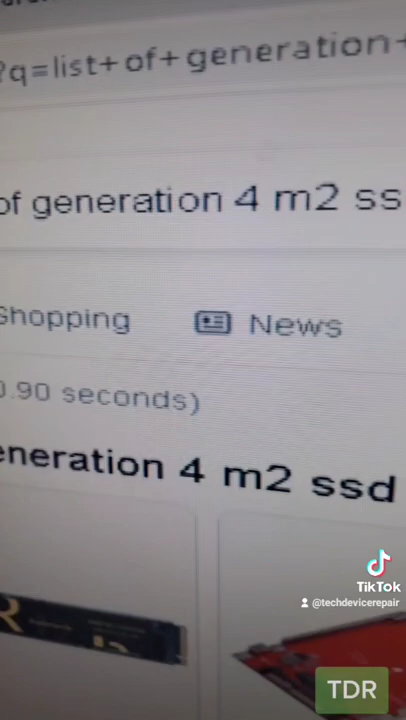 ?q=list+of+generation+
of generation 4 m2 ss
Shopping
News
0.90 seconds)
eneration 4 m2 ssd
R
TikTok
@techdevicerepair
TDR